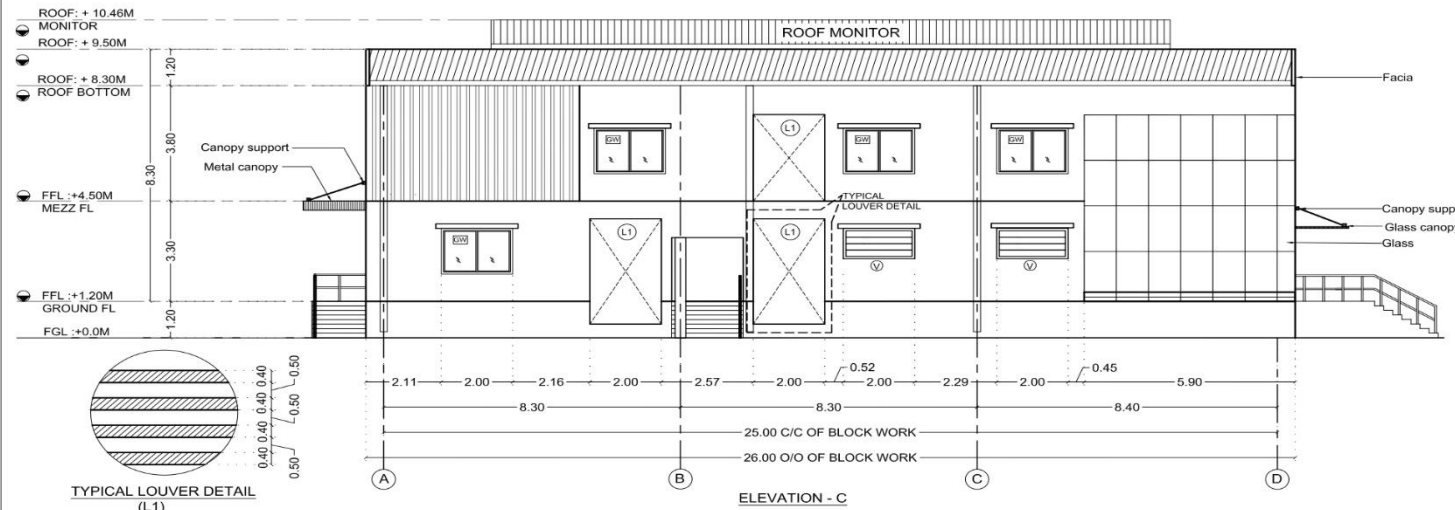 ROOF: + 10.46M
MONITOR
ROOF: + 9.50M
ROOF: + 8.30M
ROOF BOTTOM
FFL :+4.50M
MEZZ FL
FFL :+1.20M
GROUND FL
FGL :+0.0M
8.30
1.20
3.80
3.30
1.20
Canopy support
Metal canopy
ROOF MONITOR
Facia
GW
L1
GW
GW
TYPICAL
LOUVER DETAIL
GW
L1
L1
V
V
Canopy supp
Glass canopy
Glass
2.11
2.00
2.16
2.00
2.57
2.00
0.52
2.00
2.29
2.00
0.45
5.90
8.30
8.30
8.40
25.00 C/C OF BLOCK WORK
26.00 O/O OF BLOCK WORK
A
B
C
D
ELEVATION - C
0.40
0.40
0.40
0.40
0.50
0.50
0.50
TYPICAL LOUVER DETAIL
(L1)